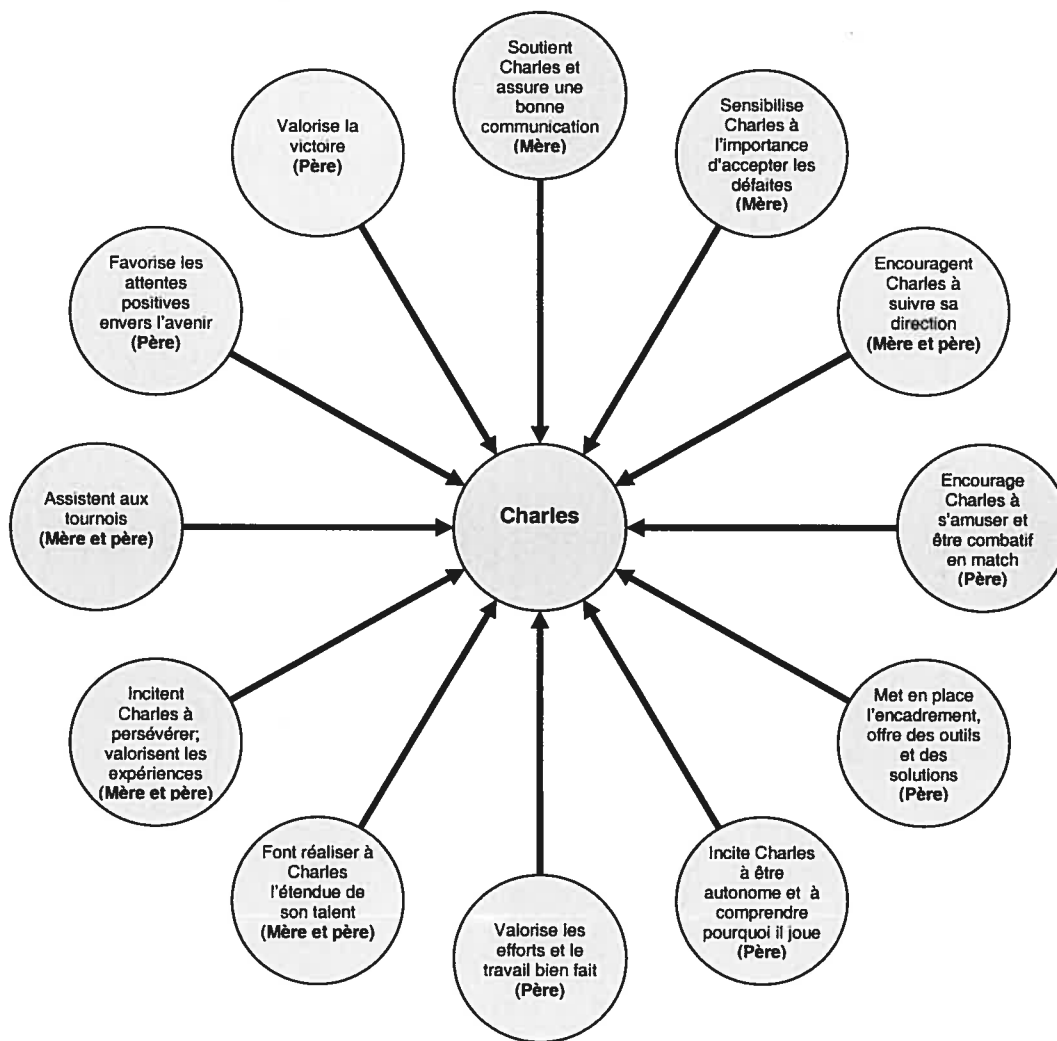 Soutient
Charles et
assure une
bonne
communication
(Mère)
Sensibilise
Charles à
l'importance
d'accepter les
défaites
(Mère)
Encouragent
Charles à
suivre sa
direction
(Mère et père)
Encourage
Charles à
s'amuser et
être combatif
en match
(Père)
Met en place
l'encadrement,
offre des outils
et des
solutions
(Père)
Incite Charles
à être
autonome et à
comprendre
pourquoi il joue
(Père)
Valorise les
efforts et le
travail bien fait
(Père)
Font réaliser à
Charles
l'étendue de
son talent
(Mère et père)
Incitent
Charles à
persévérer;
valorisent les
expériences
(Mère et père)
Assistent aux
tournois
(Mère et père)
Favorise les
attentes
positives
envers l'avenir
(Père)
Valorise la
victoire
(Père)
Charles